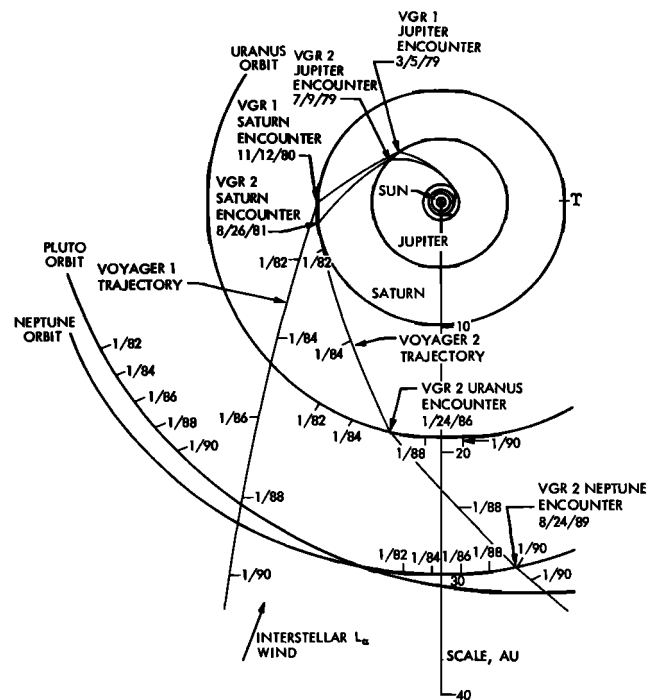 VGR 1
JUPITER
ENCOUNTER
3/5/79
URANUS
ORBIT
VGR 2
JUPITER
ENCOUNTER
7/9/79
VGR 1
SATURN
ENCOUNTER
11/12/80
VGR 2
SATURN
ENCOUNTER
8/26/81
SUN
ϒ
JUPITER
SATURN
PLUTO
ORBIT
VOYAGER 1
TRAJECTORY
NEPTUNE
ORBIT
1/82
1/82
10
1/84
1/84
VOYAGER 2
TRAJECTORY
1/82
1/84
1/86
1/88
1/90
1/86
1/82
1/84
VGR 2 URANUS
ENCOUNTER
1/24/86
1/88
1/90
20
1/88
1/88
VGR 2 NEPTUNE
ENCOUNTER
8/24/89
1/82
1/84
1/86
1/88
1/90
1/90
1/90
30
INTERSTELLAR Lα
WIND
SCALE, AU
40